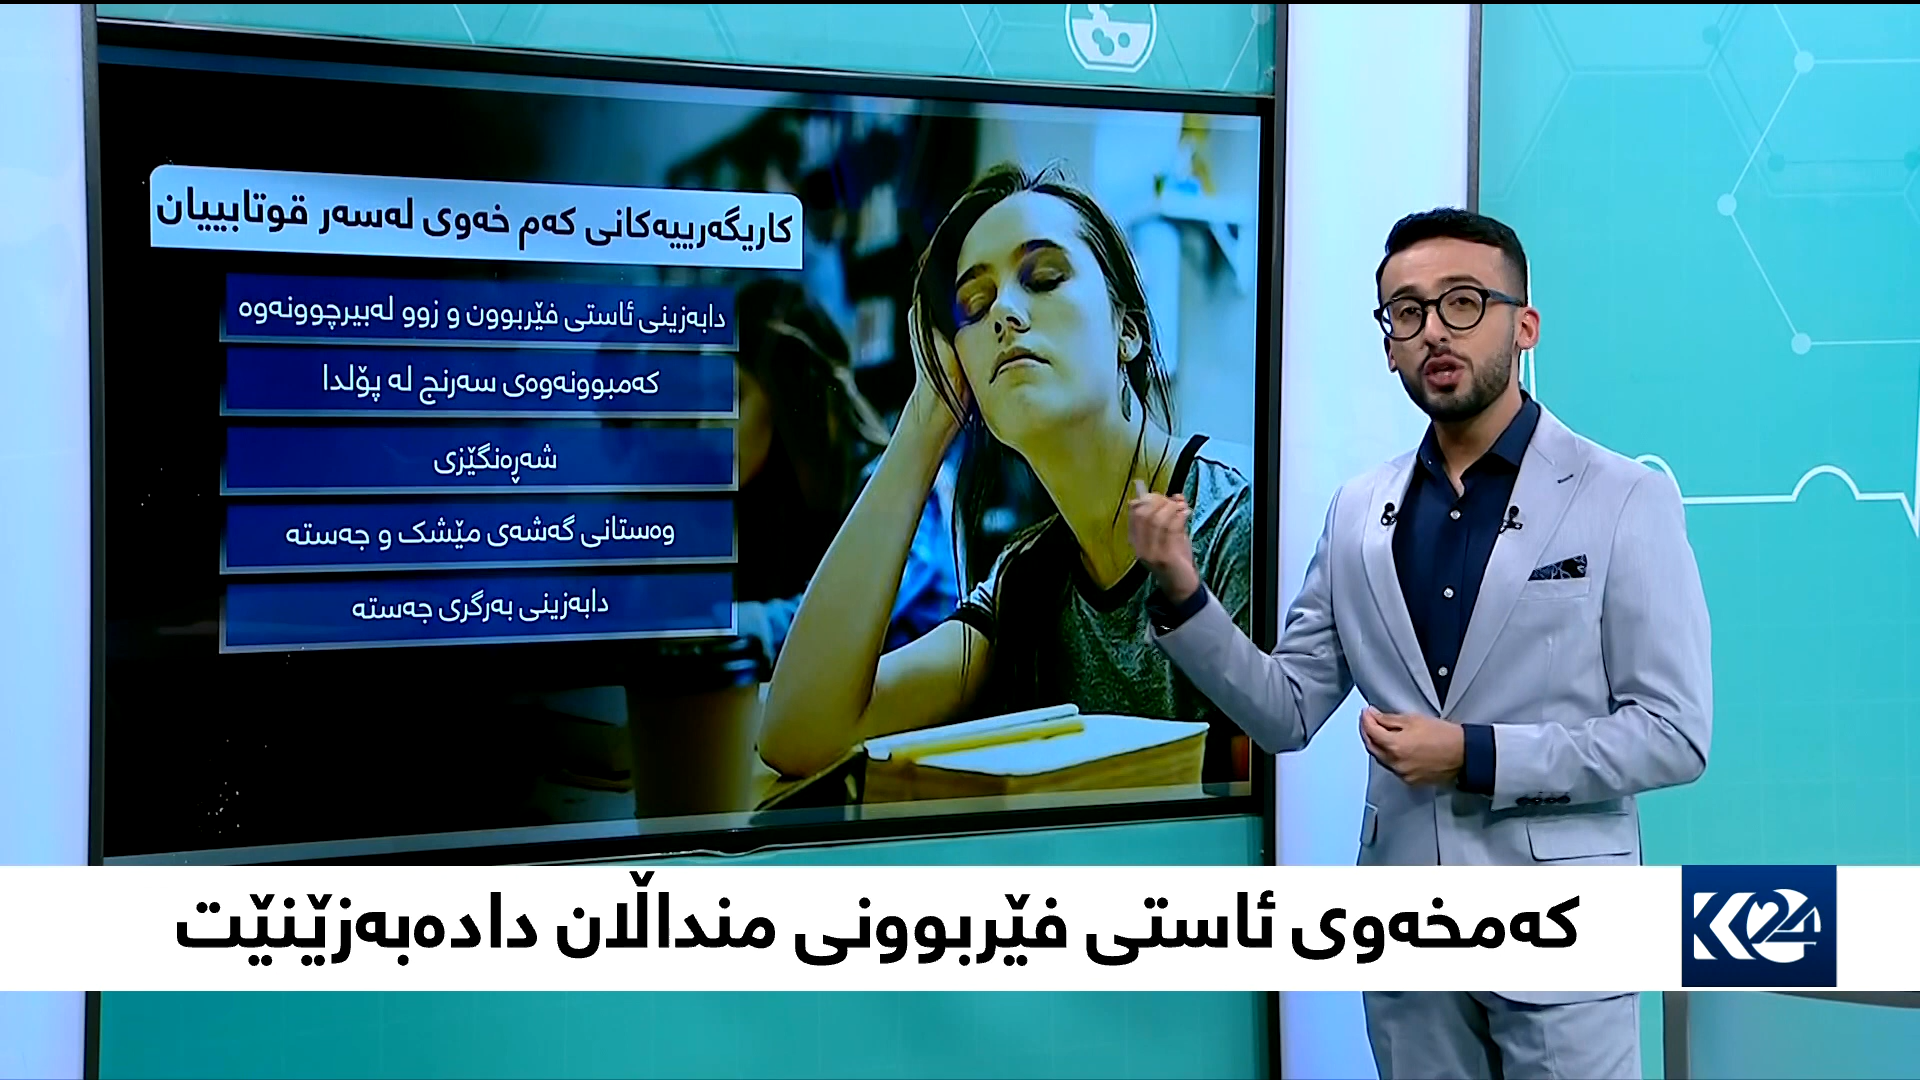 کاریگەرییەکانی کەم خەوی لەسەر قوتابییان
دابەزینی ئاستی فێربوون و زوو لەبیرچوونەوە
کەمبوونەوەی سەرنج لە پۆلدا
شەڕەنگێزی
وەستانی گەشەی مێشک و جەستە
دابەزینی بەرگری جەستە
کەمخەوی ئاستی فێربوونی منداڵان دادەبەزێنێت
K24